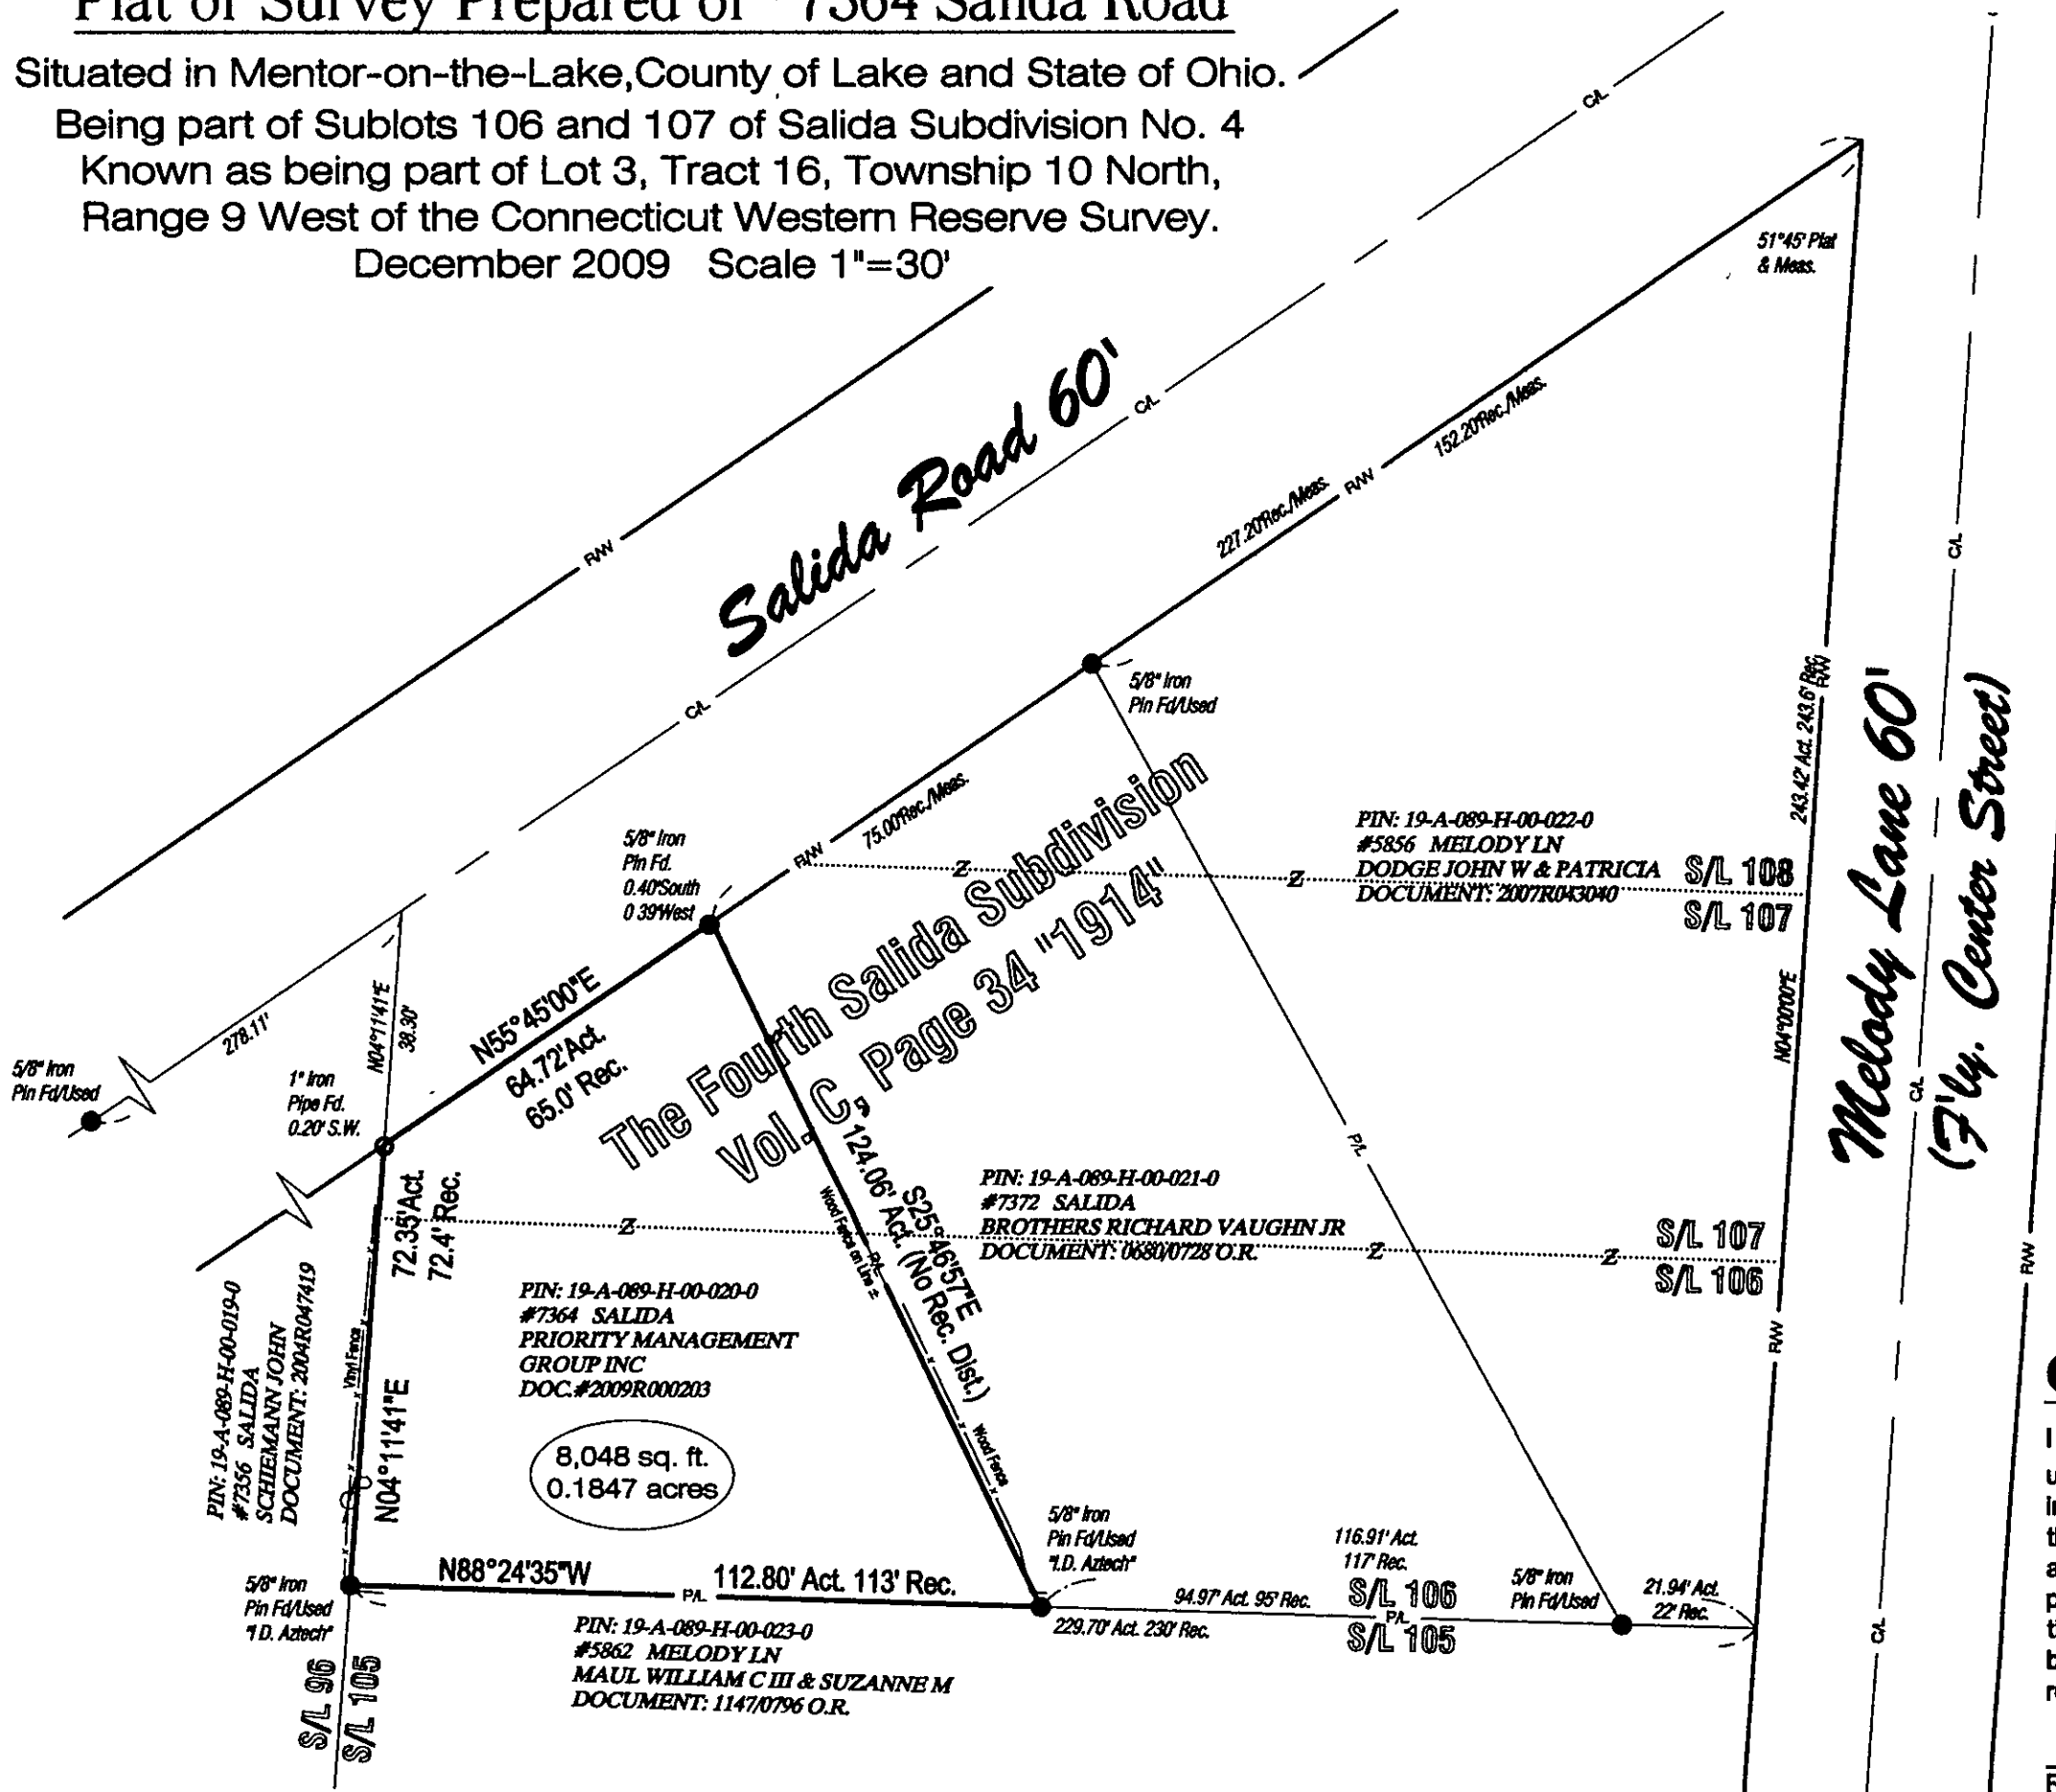 Plat of Survey Prepared of 7364 Salida Road
Situated in Mentor-on-the-Lake,County of Lake and State of Ohio.
Being part of Sublots 106 and 107 of Salida Subdivision No. 4
Known as being part of Lot 3, Tract 16, Township 10 North,
Range 9 West of the Connecticut Western Reserve Survey.
December 2009 Scale 1"=30'
C/L
51°45' Plat
& Meas.
Salida Road 60'
C/L
152.20'Rec./Meas.
R/W
227.20'Rec./Meas.
R/W
C/L
5/8" Iron
Pin Fd/Used
C/L
243.42' Act. 243.6' Rec.
R/W
Melody Lane 60'
(F'ly. Center Street)
75.00'Rec./Meas.
R/W
5/8" Iron
Pin Fd.
0.40'South
0 39'West
The Fourth Salida Subdivision
Vol. C, Page 34 "1914"
Z
Z
PIN: 19-A-089-H-00-022-0
#5856 MELODY LN
DODGE JOHN W & PATRICIA
DOCUMENT: 2007R043040
S/L 108
S/L 107
N04°00'00"E
C/L
278.11'
N04°11'41"E
38.30'
N55°45'00"E
64.72'Act.
65.0' Rec.
5/8" Iron
Pin Fd/Used
1" Iron
Pipe Fd.
0.20' S.W.
P/L
72.35'Act.
72.4' Rec.
Z
124.06' Act. (No Rec. Dist.)
S25°46'57"E
Wood Fence on Line ±
P/L
PIN: 19-A-089-H-00-021-0
#7372 SALIDA
BROTHERS RICHARD VAUGHN JR
DOCUMENT: 0680/0728 O.R.
Z
Z
S/L 107
S/L 106
R/W
R/W
PIN: 19-A-089-H-00-019-0
#7356 SALIDA
SCHIEMANN JOHN
DOCUMENT: 2004R047419
Vinyl Fence
N04°11'41"E
PIN: 19-A-089-H-00-020-0
#7364 SALIDA
PRIORITY MANAGEMENT
GROUP INC
DOC.#2009R000203
8,048 sq. ft.
0.1847 acres
Wood Fence
5/8" Iron
Pin Fd/Used
"I.D. Aztech"
116.91' Act.
117' Rec.
5/8" Iron
Pin Fd/Used
"I D. Aztech"
N88°24'35"W
P/L
112.80' Act. 113' Rec.
94.97' Act. 95' Rec.
S/L 106
P/L
S/L 105
229.70' Act. 230' Rec.
5/8" Iron
Pin Fd/Used
21.94' Act.
22' Rec.
C/L
PIN: 19-A-089-H-00-023-0
#5862 MELODY LN
MAUL WILLIAM C III & SUZANNE M
DOCUMENT: 1147/0796 O.R.
S/L 96
S/L 105